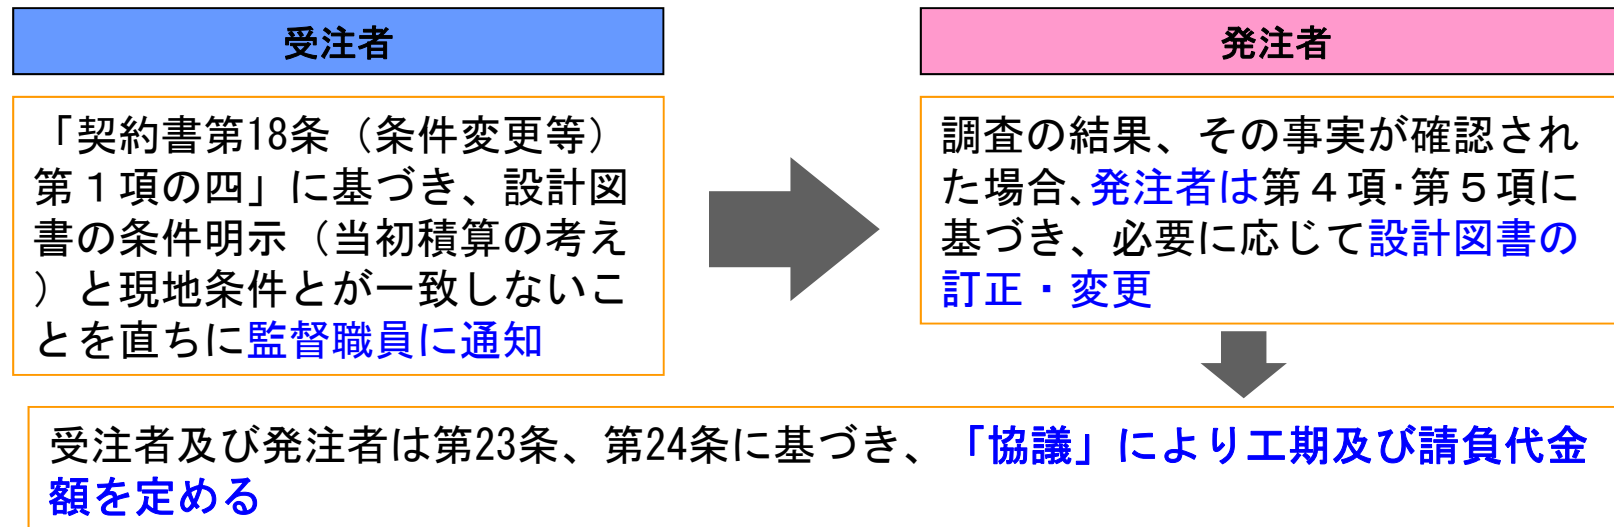 受注者
「契約書第18条（条件変更等）
第１項の四」に基づき、設計図
書の条件明示（当初積算の考え
）と現地条件とが一致しないこ
とを直ちに監督職員に通知
発注者
調査の結果、その事実が確認され
た場合、発注者は第４項･第５項に
基づき、必要に応じて設計図書の
訂正・変更
受注者及び発注者は第23条、第24条に基づき、「協議」により工期及び請負代金
額を定める